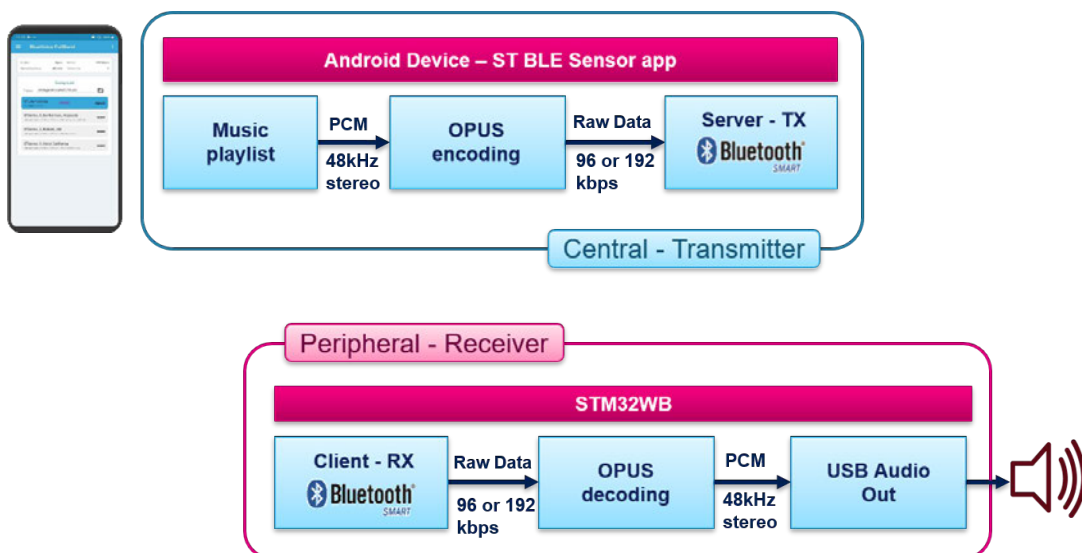 Android Device – ST BLE Sensor app
Music
playlist
PCM
48kHz
stereo
OPUS
encoding
Raw Data
96 or 192
kbps
Server - TX
Bluetooth®
SMART
Central - Transmitter
Peripheral - Receiver
STM32WB
Client - RX
Bluetooth®
SMART
Raw Data
96 or 192
kbps
OPUS
decoding
PCM
48kHz
stereo
USB Audio
Out